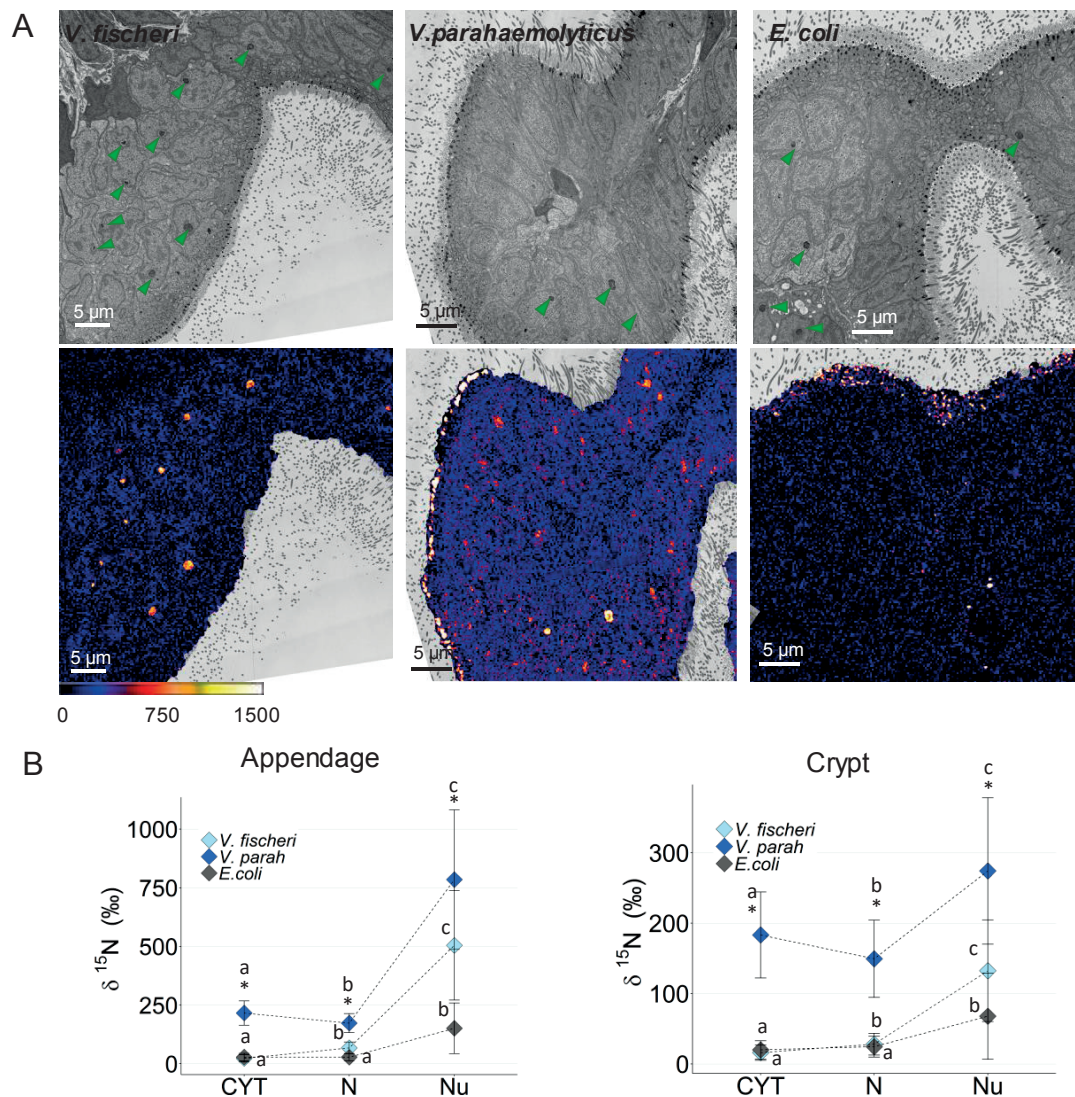 A
V. fischeri
V.parahaemolyticus
E. coli
5 µm
5 µm
5 µm
5 µm
5 µm
5 µm
0 750 1500
B
Appendage
δ ¹⁵N (‰)
1000
750
500
250
0
V. fischeri
V. parah
E.coli
a
*
a
a
b
*
b
a
c
*
c
b
CYT N Nu
Crypt
δ ¹⁵N (‰)
300
200
100
0
V. fischeri
V. parah
E.coli
a
*
a
a
b
*
b
a
c
*
c
b
CYT N Nu